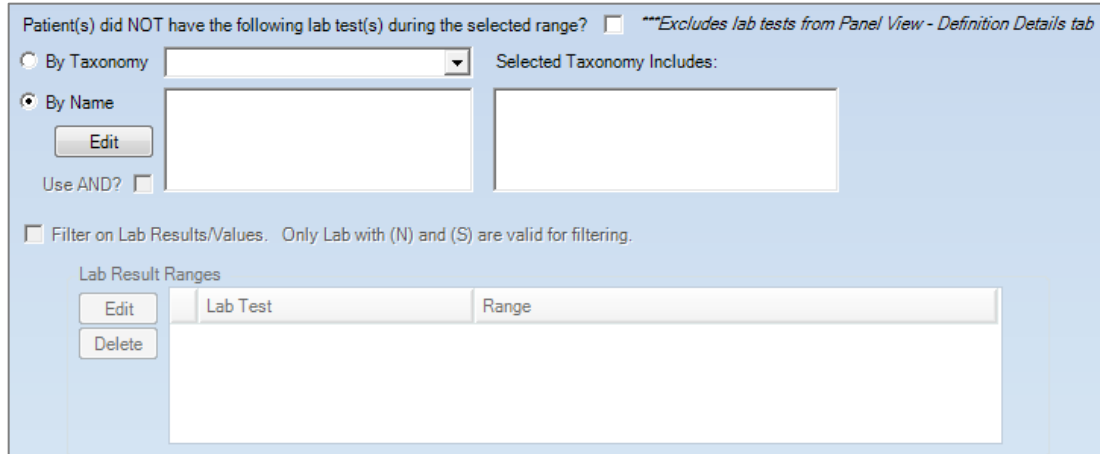 Patient(s) did NOT have the following lab test(s) during the selected range? ***Excludes lab tests from Panel View - Definition Details tab
By Taxonomy Selected Taxonomy Includes:
By Name
Edit
Use AND?
Filter on Lab Results/Values. Only Lab with (N) and (S) are valid for filtering.
Lab Result Ranges
Edit Lab Test Range
Delete